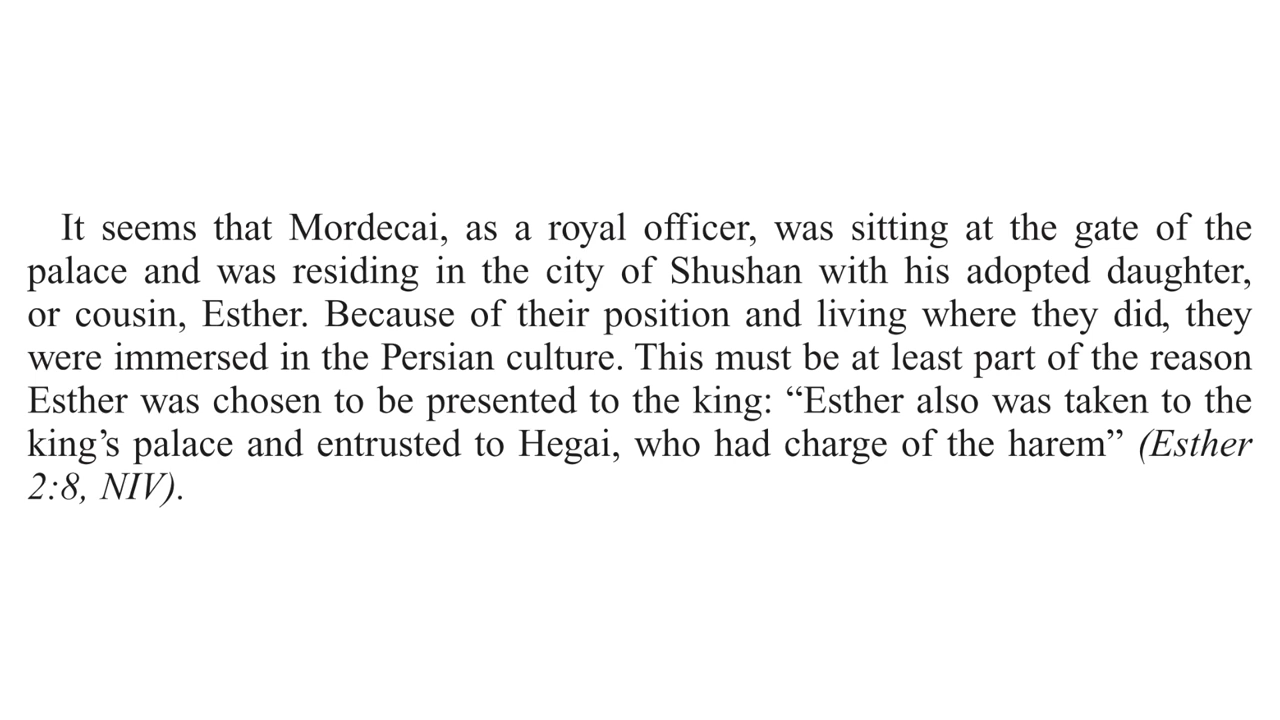 It seems that Mordecai, as a royal officer, was sitting at the gate of the
palace and was residing in the city of Shushan with his adopted daughter,
or cousin, Esther. Because of their position and living where they did, they
were immersed in the Persian culture. This must be at least part of the reason
Esther was chosen to be presented to the king: “Esther also was taken to the
king’s palace and entrusted to Hegai, who had charge of the harem” (Esther
2:8, NIV).